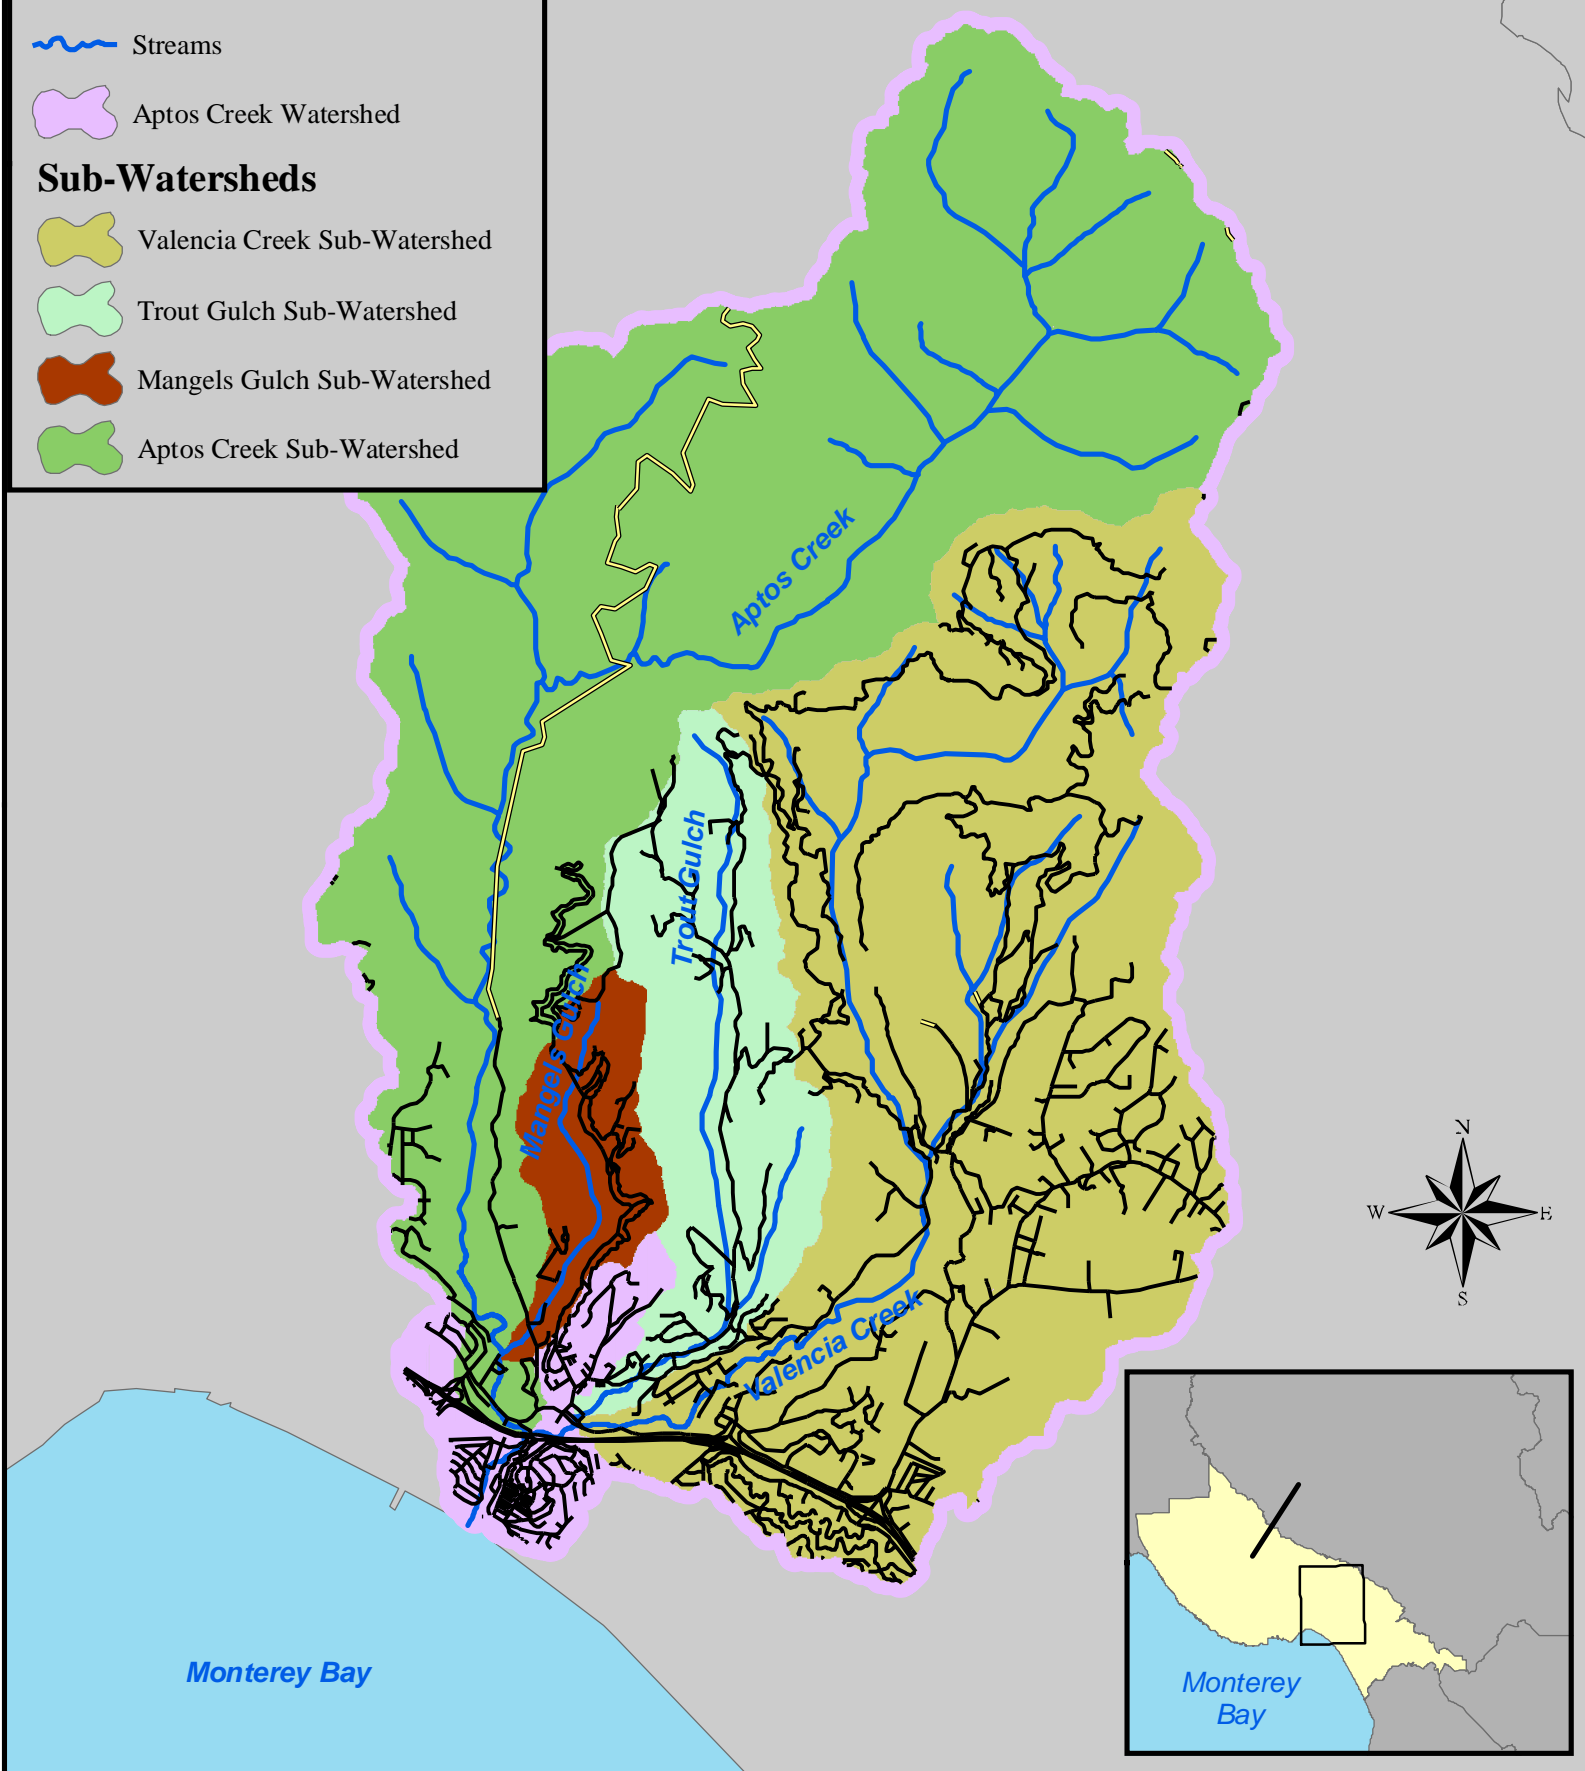 Streams
Aptos Creek Watershed
Sub-Watersheds
Valencia Creek Sub-Watershed
Trout Gulch Sub-Watershed
Mangels Gulch Sub-Watershed
Aptos Creek Sub-Watershed
Aptos Creek
Trout Gulch
Mangels Gulch
Valencia Creek
N
W
E
S
Monterey Bay
Monterey
Bay